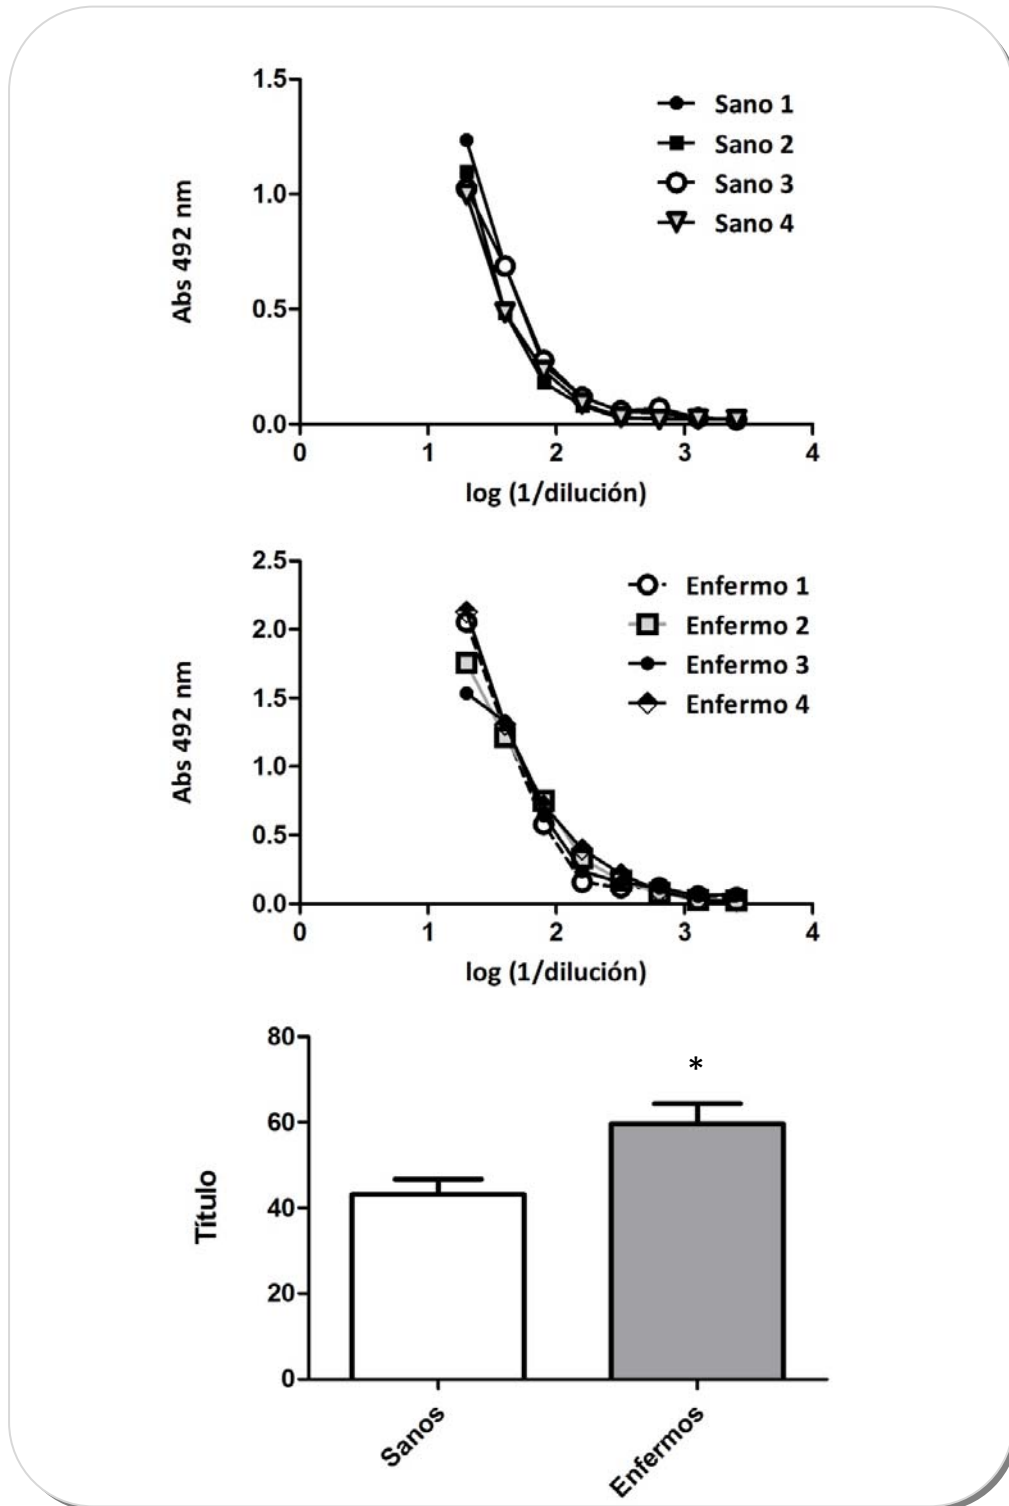 1.5
1.0
0.5
0.0
0 1 2 3 4
Abs 492 nm
log (1/dilución)
Sano 1
Sano 2
Sano 3
Sano 4
2.5
2.0
1.5
1.0
0.5
0.0
0 1 2 3 4
Abs 492 nm
log (1/dilución)
Enfermo 1
Enfermo 2
Enfermo 3
Enfermo 4
80
60
40
20
0
Título
*
Sanos
Enfermos